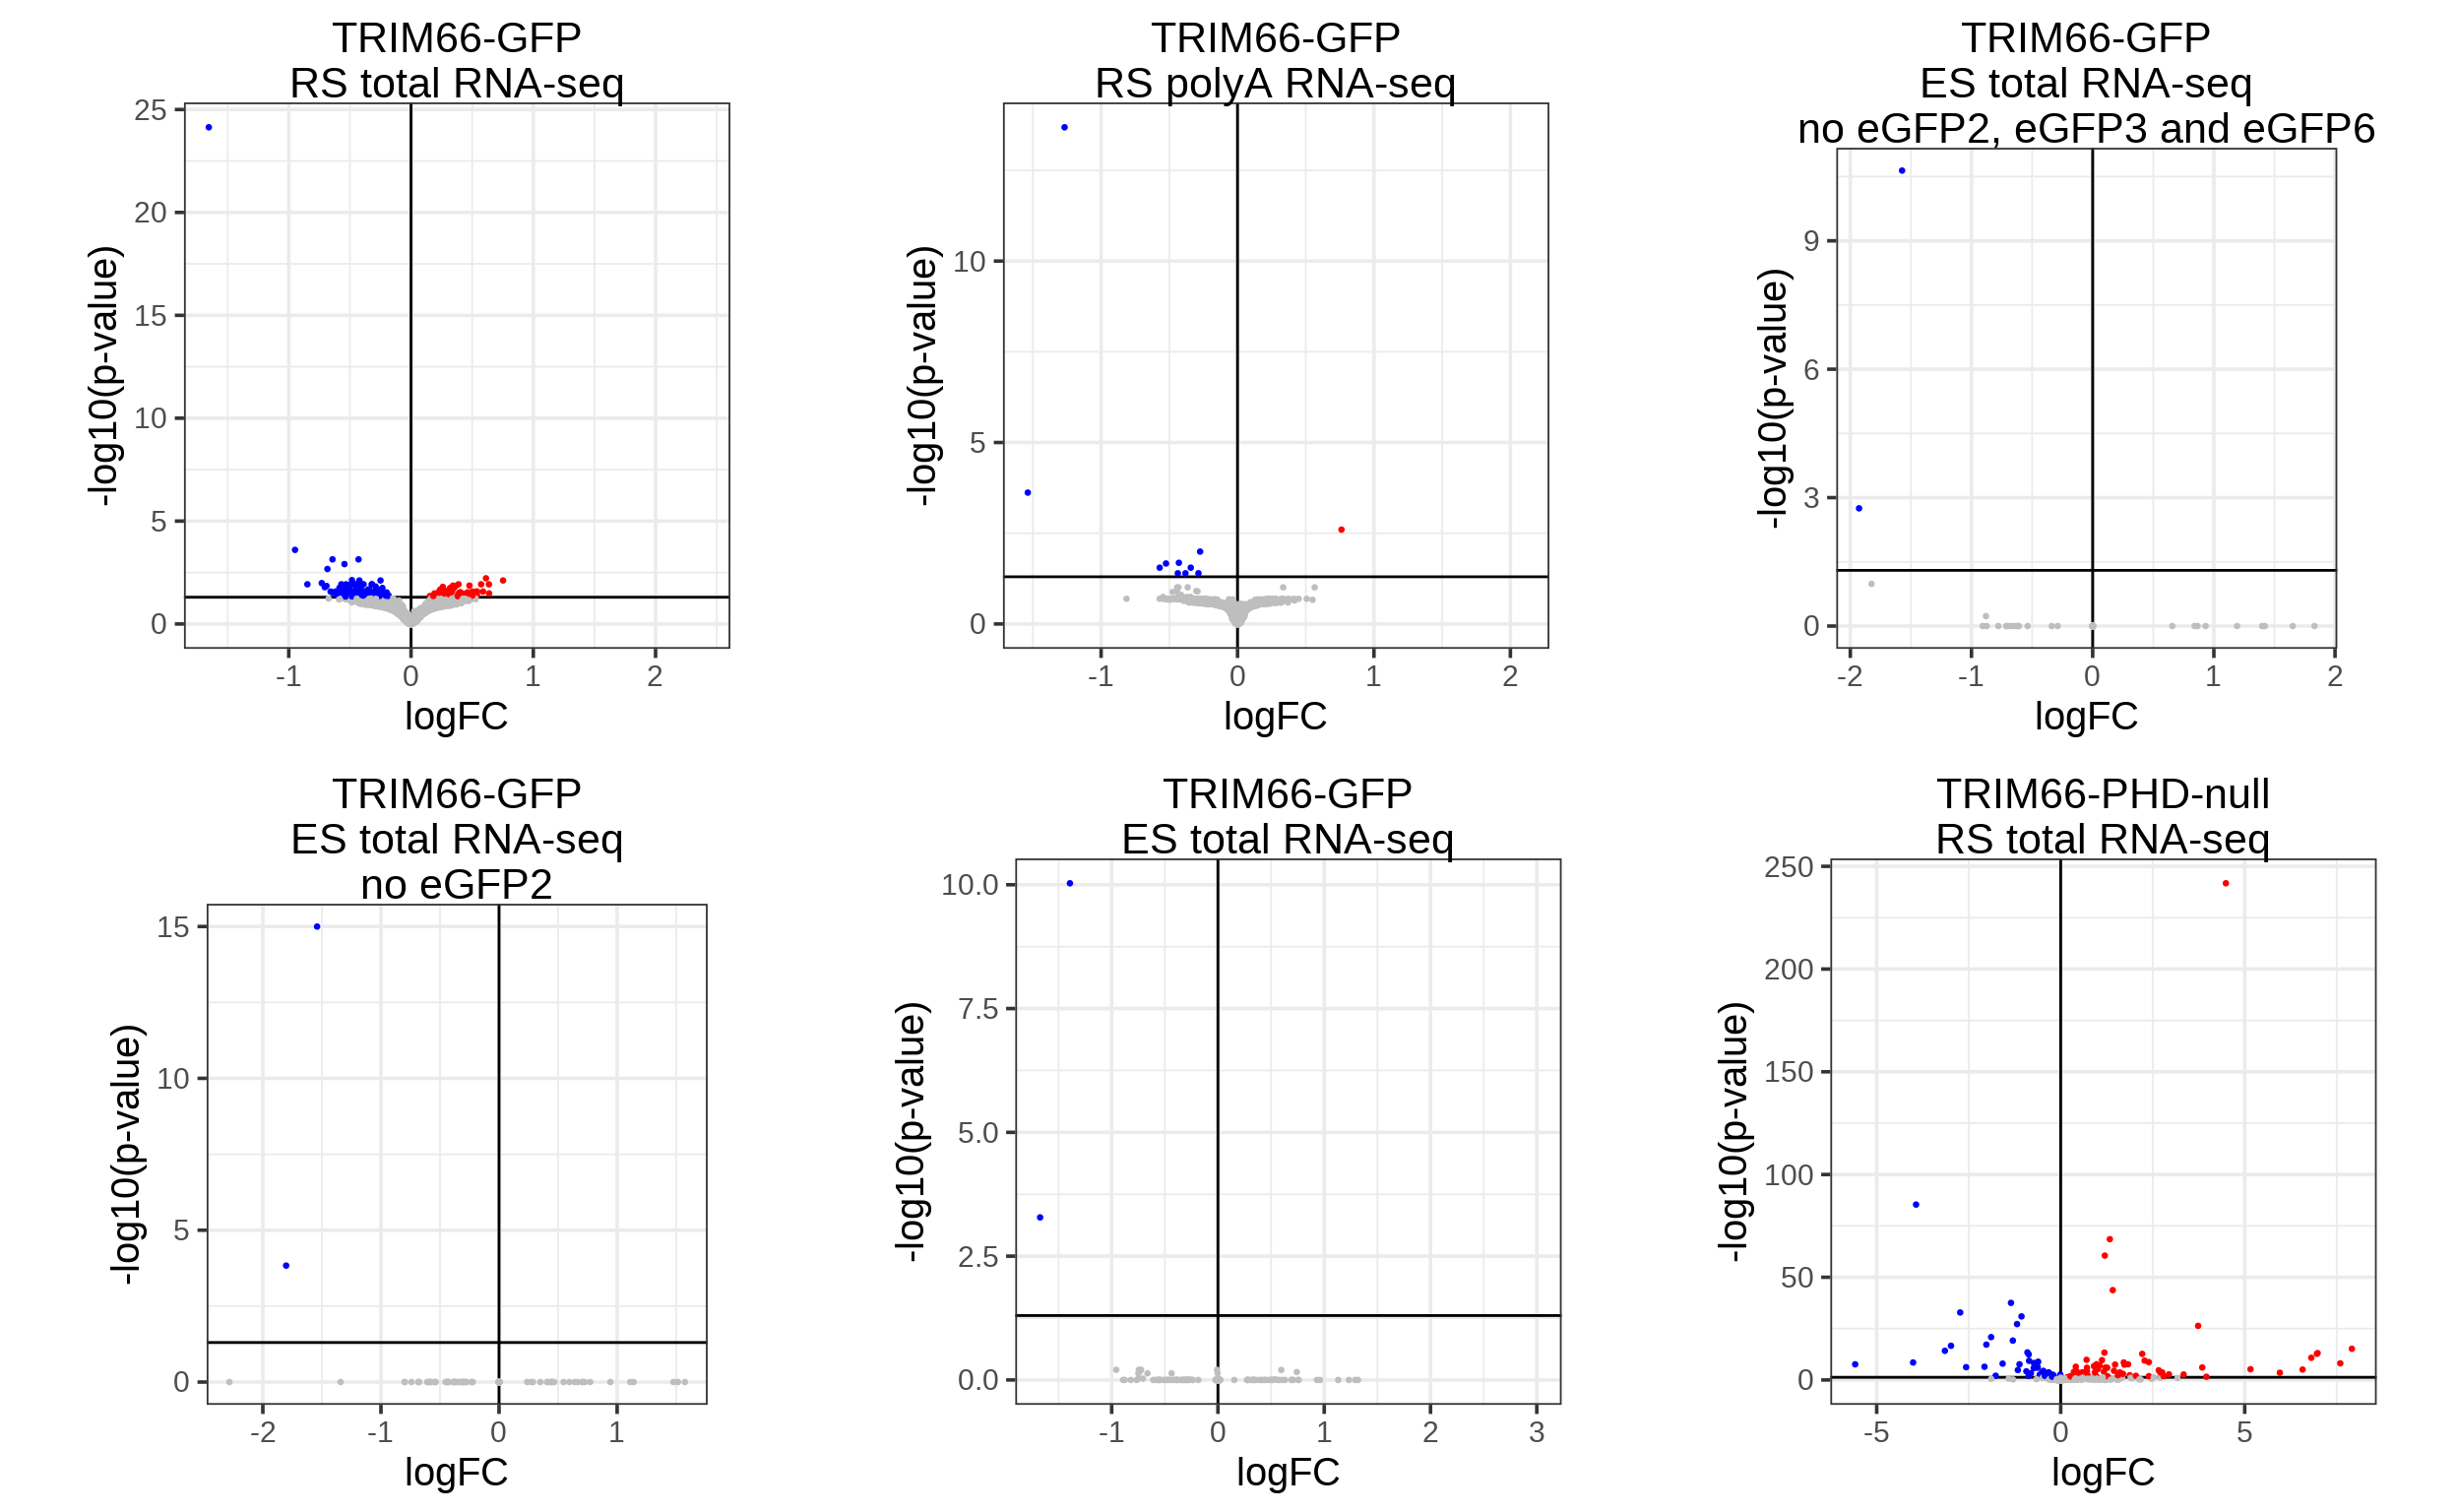 TRIM66-GFP
RS total RNA-seq
25
20
15
10
5
0
-log10(p-value)
-1
0
1
2
logFC
TRIM66-GFP
RS polyA RNA-seq
10
5
0
-log10(p-value)
-1
0
1
2
logFC
TRIM66-GFP
ES total RNA-seq
no eGFP2, eGFP3 and eGFP6
9
6
3
0
-log10(p-value)
-2
-1
0
1
2
logFC
TRIM66-GFP
ES total RNA-seq
no eGFP2
15
10
5
0
-log10(p-value)
-2
-1
0
1
logFC
TRIM66-GFP
ES total RNA-seq
10.0
7.5
5.0
2.5
0.0
-log10(p-value)
-1
0
1
2
3
logFC
TRIM66-PHD-null
RS total RNA-seq
250
200
150
100
50
0
-log10(p-value)
-5
0
5
logFC